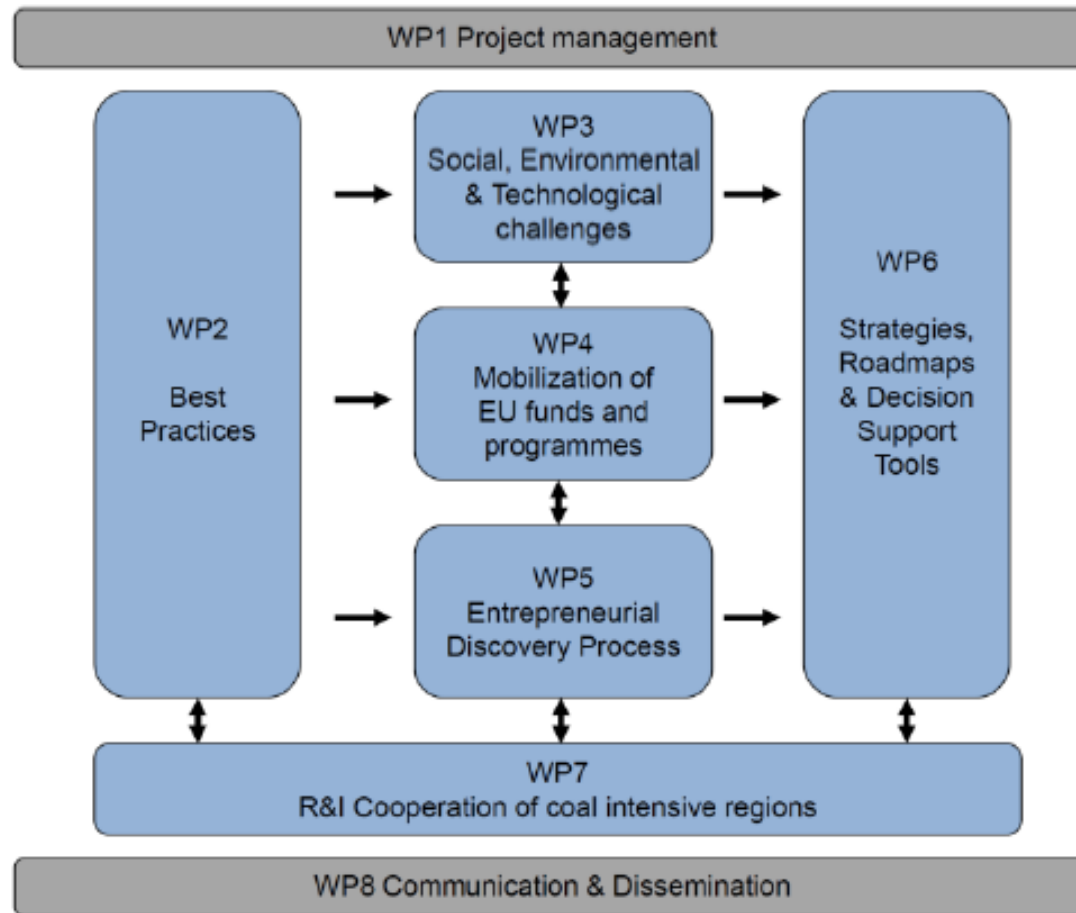 WP1 Project management
WP2
Best
Practices
WP3
Social, Environmental
& Technological
challenges
WP4
Mobilization of
EU funds and
programmes
WP5
Entrepreneurial
Discovery Process
WP6
Strategies,
Roadmaps
& Decision
Support
Tools
WP7
R&I Cooperation of coal intensive regions
WP8 Communication & Dissemination